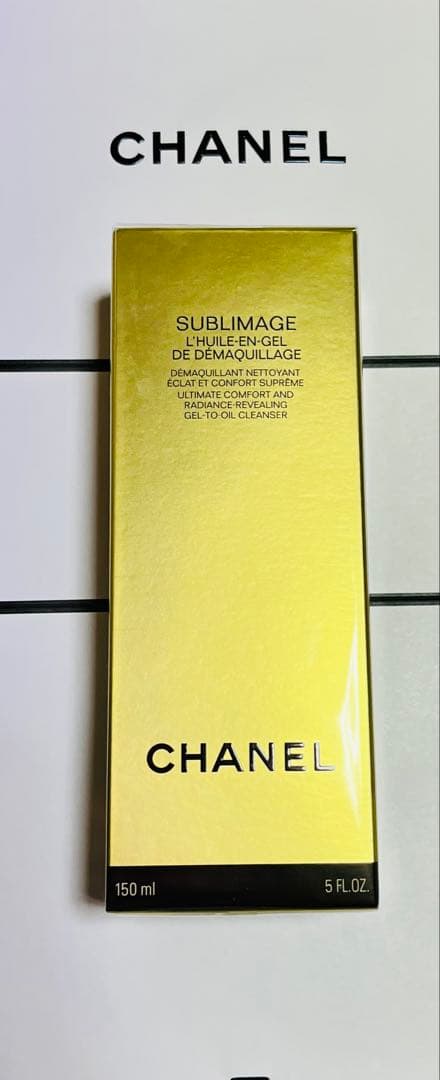 CHANEL
SUBLIMAGE
L'HUILE-EN-GEL
DE DÉMAQUILLAGE
DÉMAQUILLANT NETTOYANT
ÉCLAT ET CONFORT SUPRÊME
ULTIMATE COMFORT AND
RADIANCE-REVEALING
GEL-TO-OIL CLEANSER
CHANEL
150 ml 5 FL.OZ.